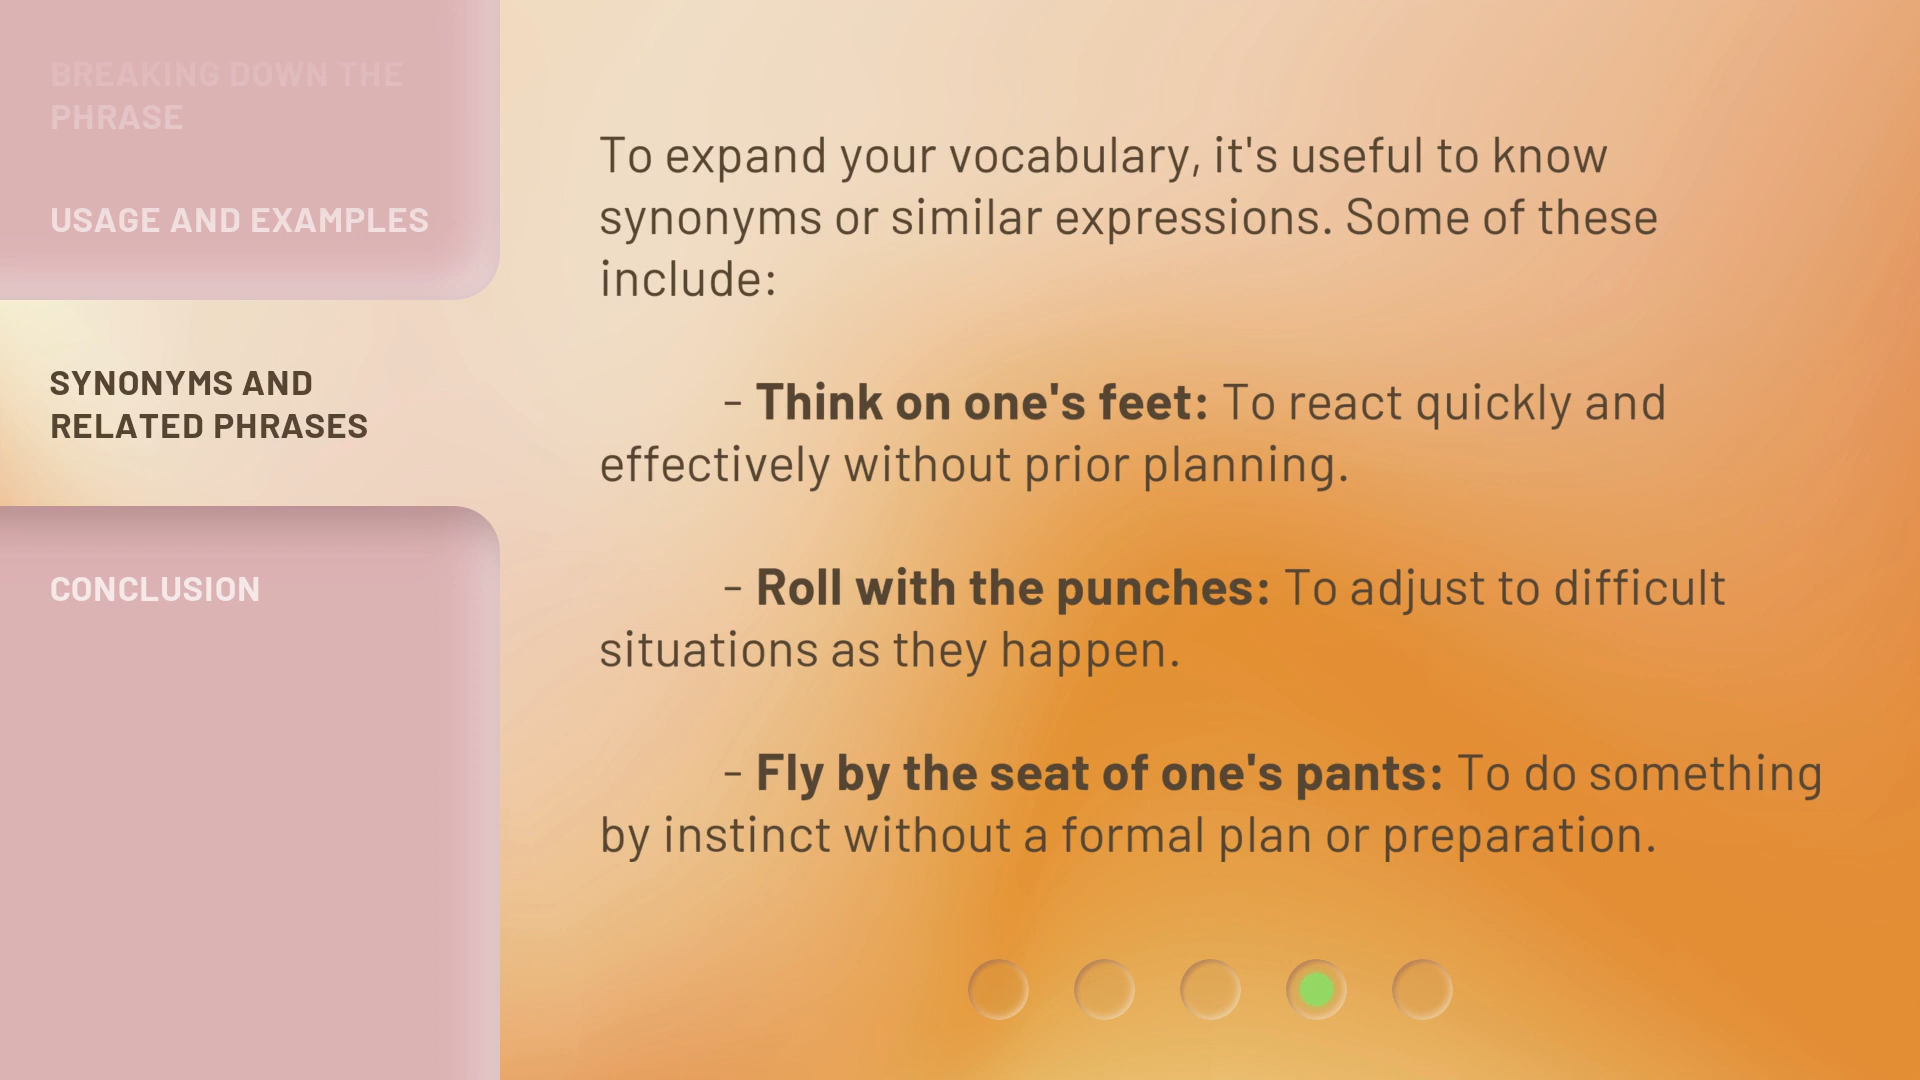 BREAKING DOWN THE
PHRASE
USAGE AND EXAMPLES
SYNONYMS AND
RELATED PHRASES
CONCLUSION
To expand your vocabulary, it's useful to know
synonyms or similar expressions. Some of these
include:
- Think on one's feet: To react quickly and
effectively without prior planning.
- Roll with the punches: To adjust to difficult
situations as they happen.
- Fly by the seat of one's pants: To do something
by instinct without a formal plan or preparation.